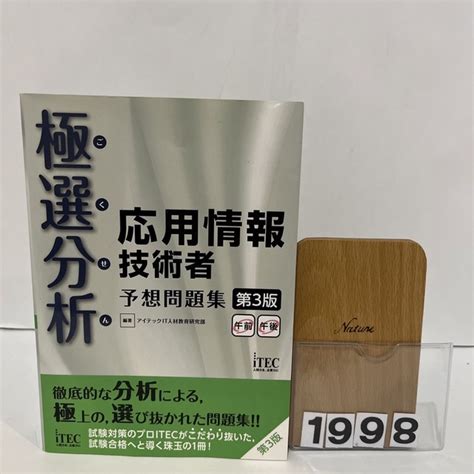 極選分析
ごくせん
応用情報
技術者
予想問題集 第3版
編著 アイテックIT人材教育研究部
午前 午後
iTEC
徹底的な分析による、
極上の、選び抜かれた問題集!!
iTEC
試験対策のプロITECがこだわり抜いた、
試験合格へと導く珠玉の1冊!
第3版
Nature
1998